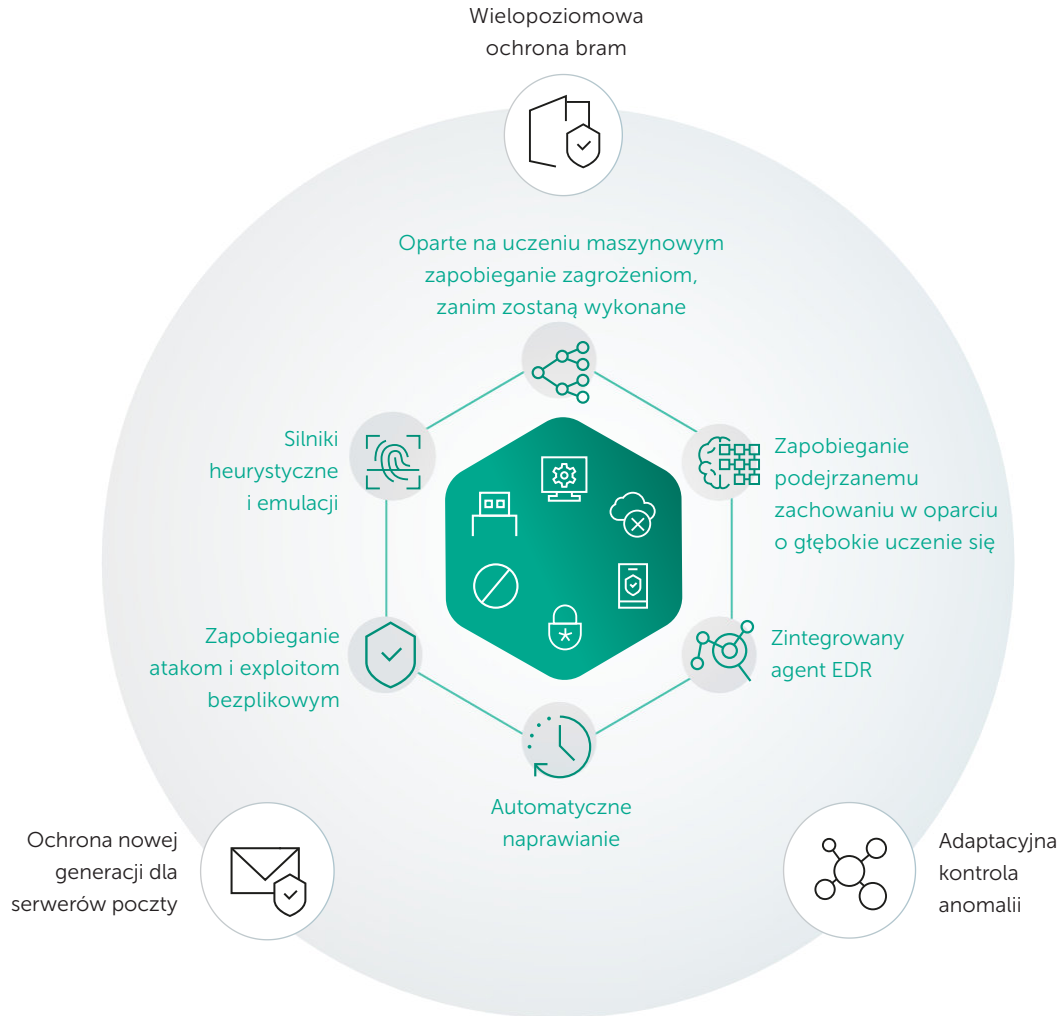 Wielopoziomowa
ochrona bram
Oparte na uczeniu maszynowym
zapobieganie zagrożeniom,
zanim zostaną wykonane
Silniki
heurystyczne
i emulacji
Zapobieganie
podejrzanemu
zachowaniu w oparciu
o głębokie uczenie się
Zapobieganie
atakom i exploitom
bezplikowym
Zintegrowany
agent EDR
Automatyczne
naprawianie
Ochrona nowej
generacji dla
serwerów poczty
Adaptacyjna
kontrola
anomalii